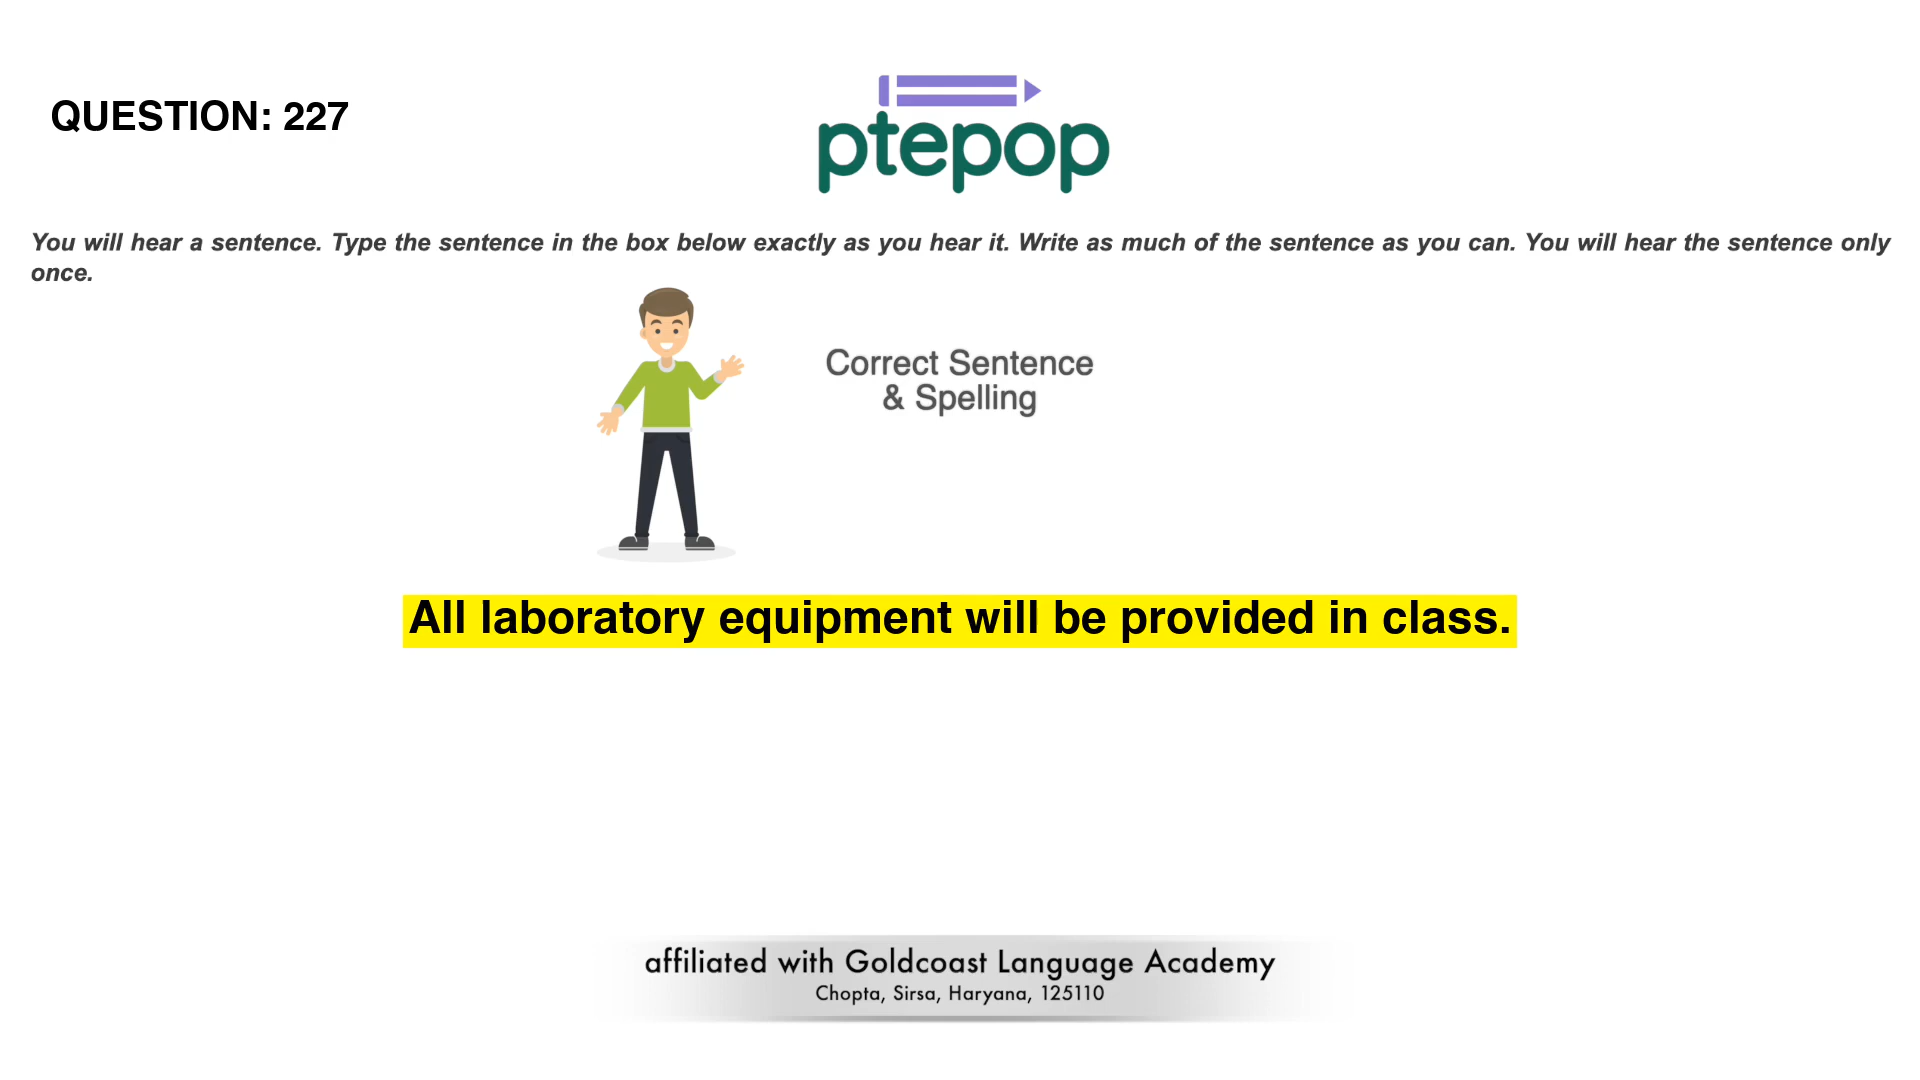 QUESTION: 227
ptepop
You will hear a sentence. Type the sentence in the box below exactly as you hear it. Write as much of the sentence as you can. You will hear the sentence only
once.
Correct Sentence
& Spelling
All laboratory equipment will be provided in class.
affiliated with Goldcoast Language Academy
Chopta, Sirsa, Haryana, 125110